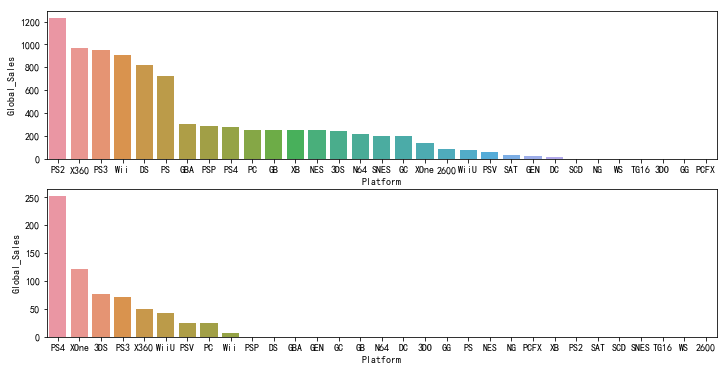 1200
1000
800
600
400
200
0
Global_Sales
PS2 X360 PS3 Wii DS PS GBA PSP PS4 PC GB XB NES 3DS N64 SNES GC XOne 2600 WiiU PSV SAT GEN DC SCD NG WS TG16 3DO GG PCFX
Platform
250
200
150
100
50
0
Global_Sales
PS4 XOne 3DS PS3 X360 WiiU PSV PC Wii PSP DS GBA GEN GC GB N64 DC 3DO GG PS NES NG PCFX XB PS2 SAT SCD SNES TG16 WS 2600
Platform